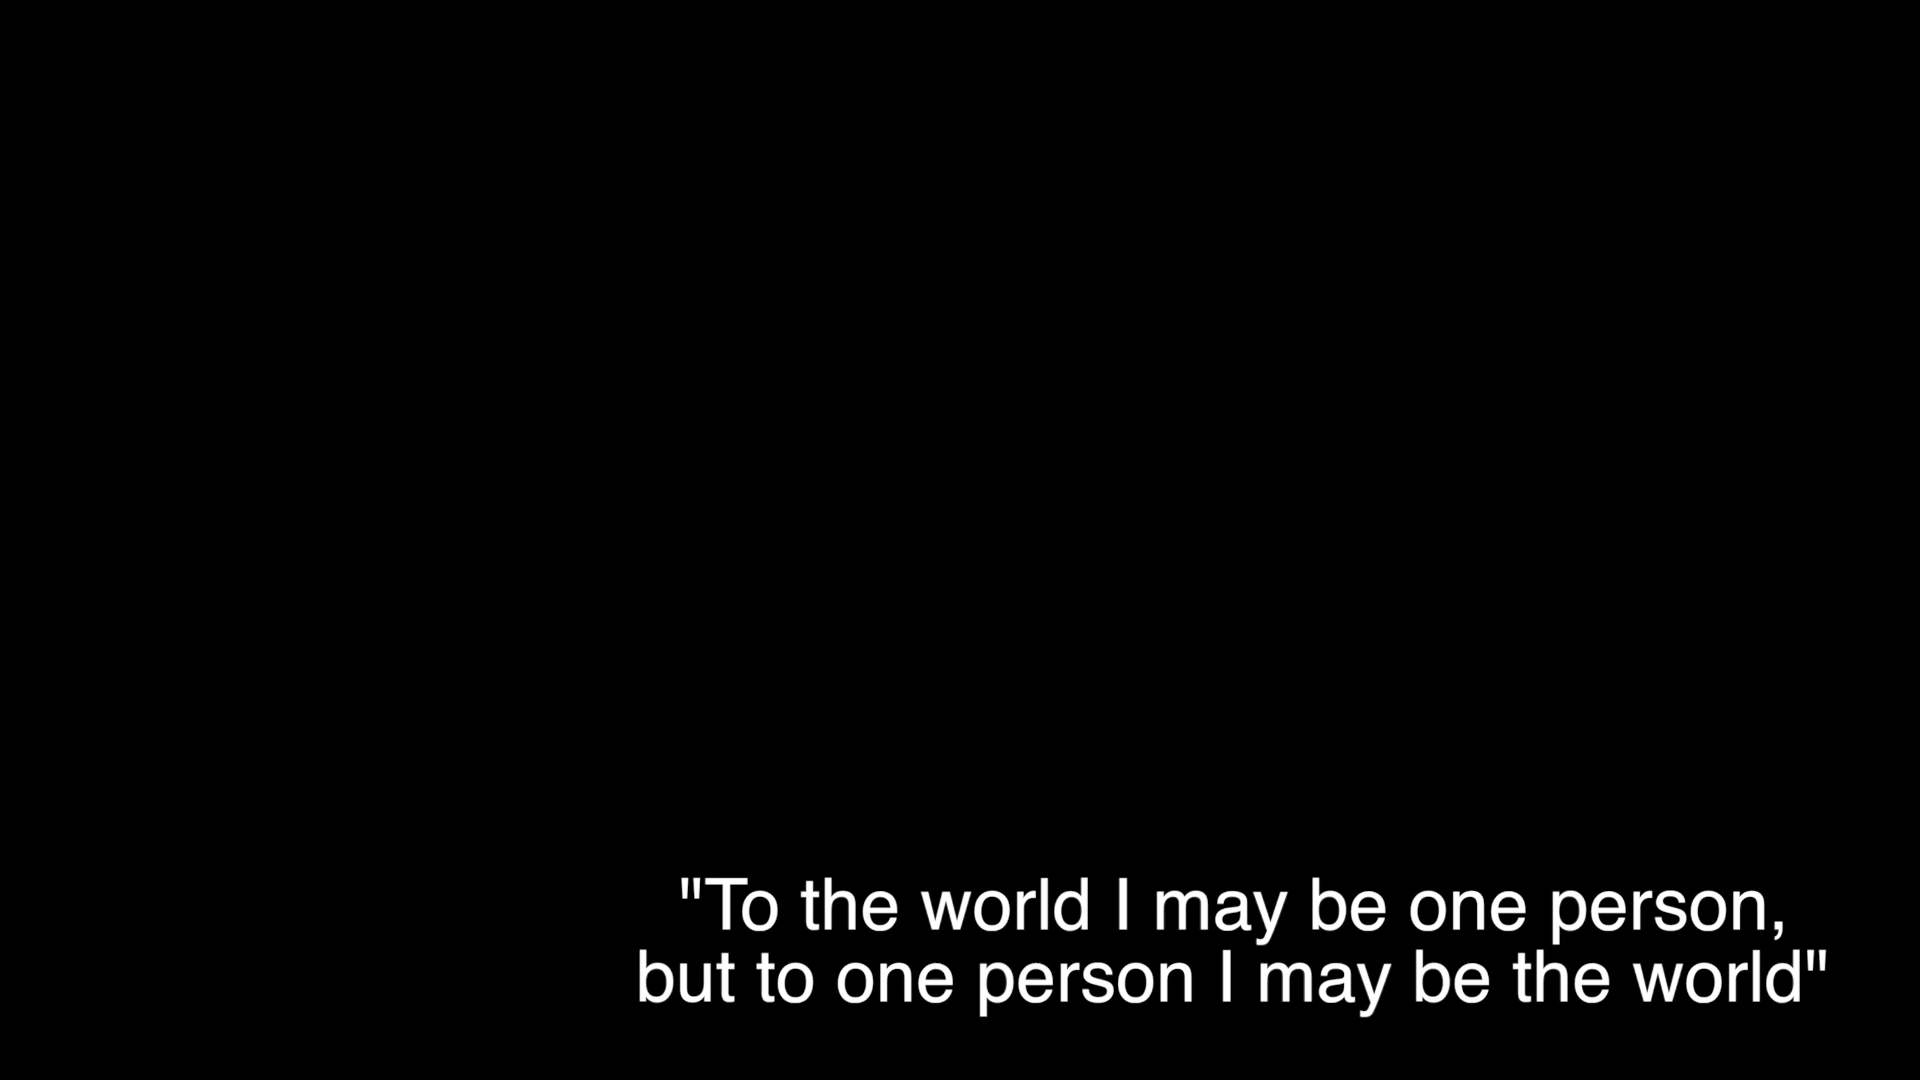 "To the world I may be one person,
but to one person I may be the world"